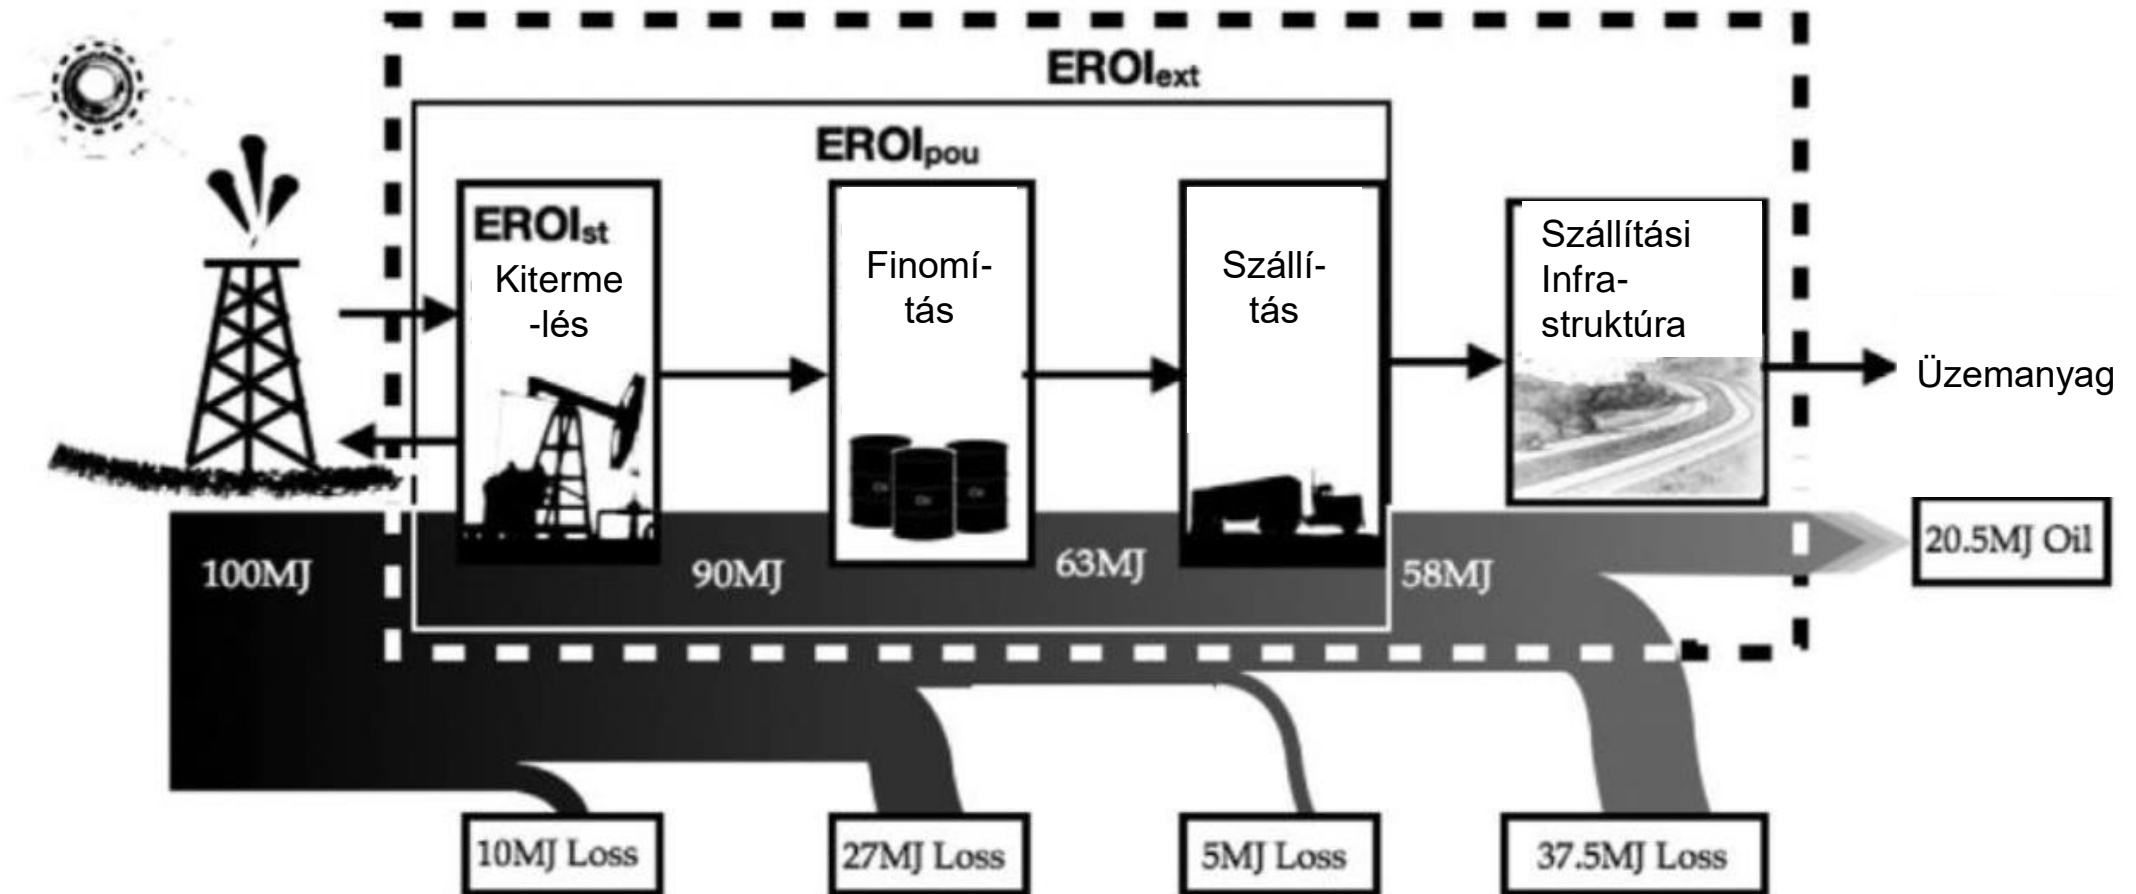 EROIext
EROIpou
EROIst
Kiterme
-lés
Finomí-
tás
Szállí-
tás
Szállítási
Infra-
struktúra
Üzemanyag
100MJ
90MJ
63MJ
58MJ
20.5MJ Oil
10MJ Loss
27MJ Loss
5MJ Loss
37.5MJ Loss